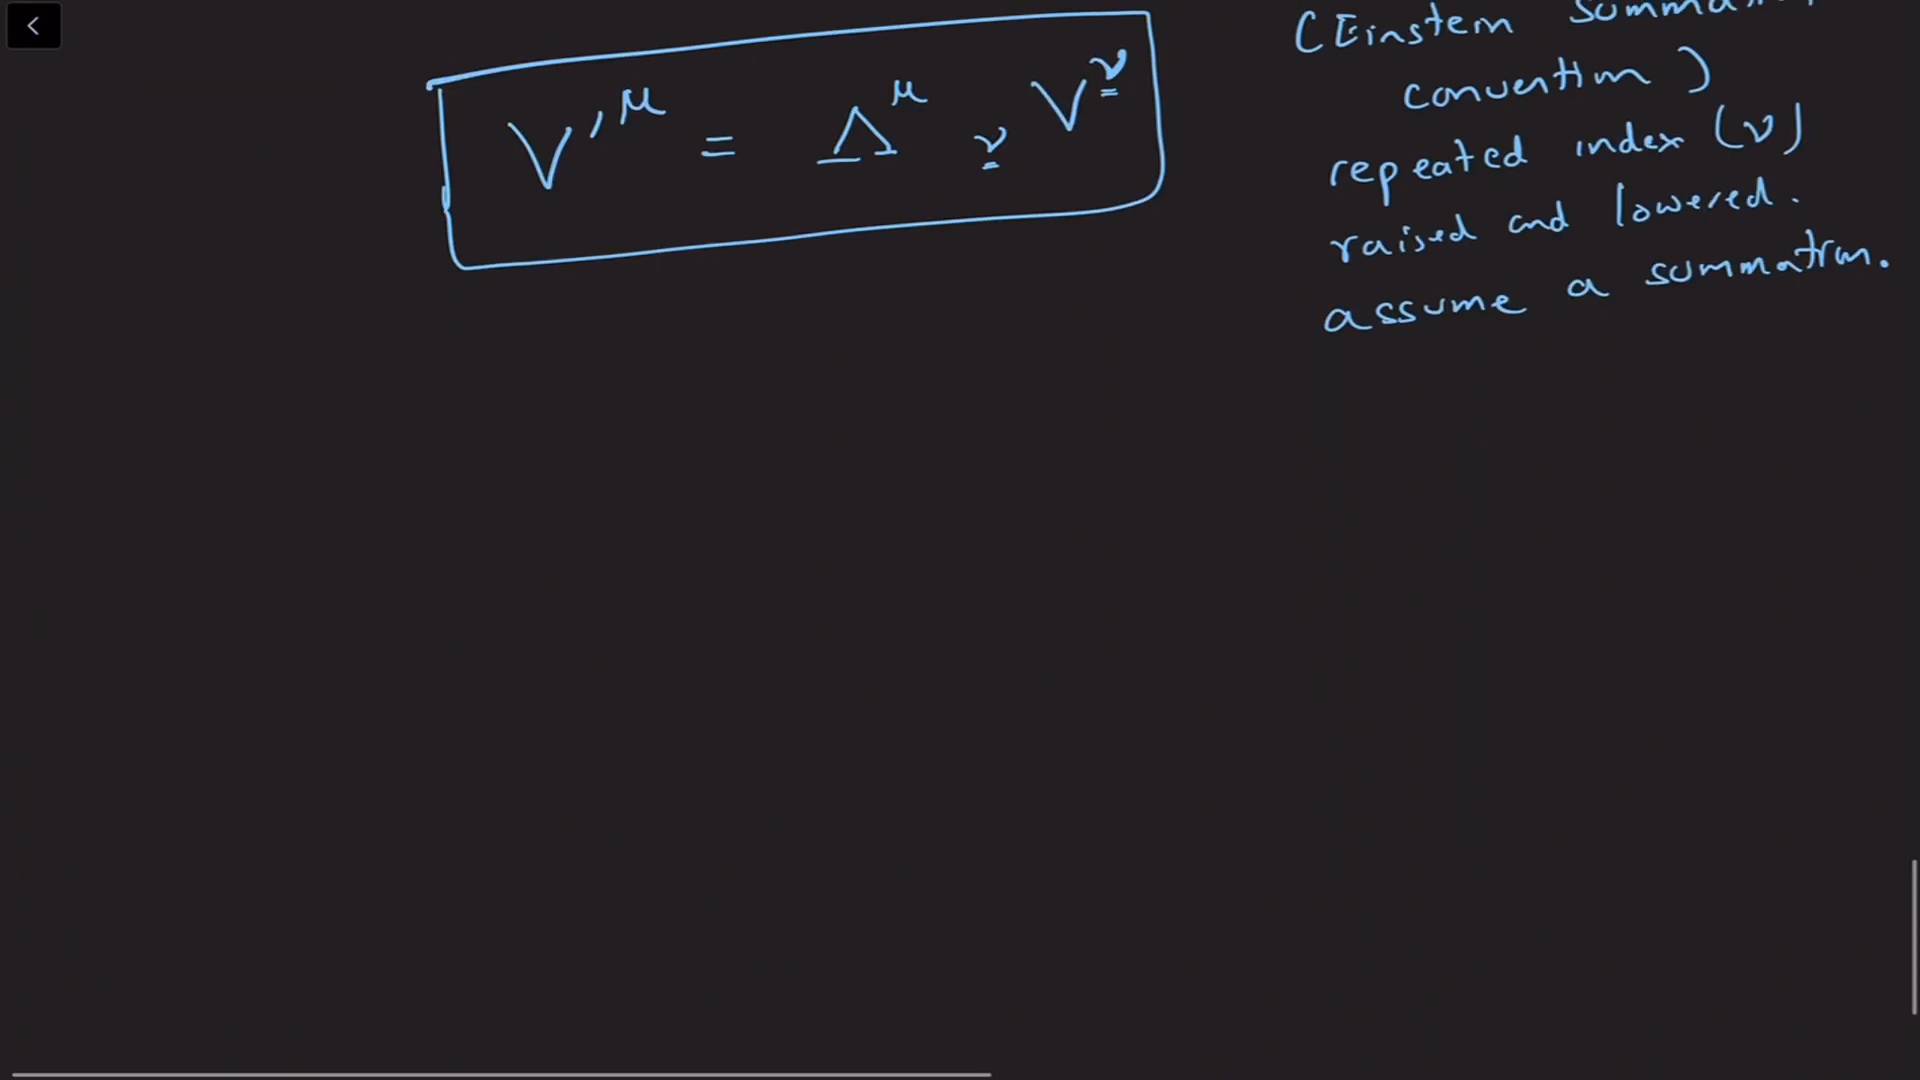 V'^μ = Λ^μ_ν V^ν
(Einstein
convention)
repeated index (ν)
raised and lowered.
assume a summation.